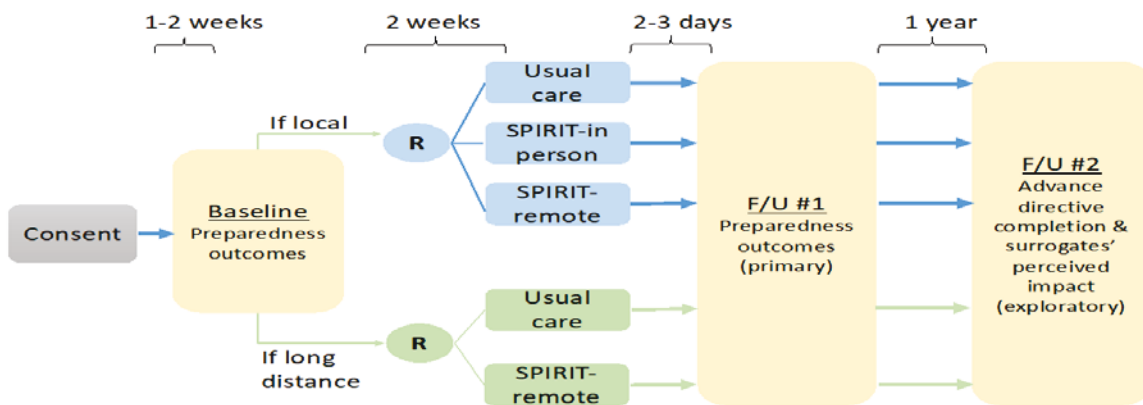 1-2 weeks
2 weeks
2-3 days
1 year
Consent
Baseline
Preparedness
outcomes
If local
If long
distance
R
Usual
care
SPIRIT-in
person
SPIRIT-
remote
R
Usual
care
SPIRIT-
remote
F/U #1
Preparedness
outcomes
(primary)
F/U #2
Advance
directive
completion &
surrogates’
perceived
impact
(exploratory)